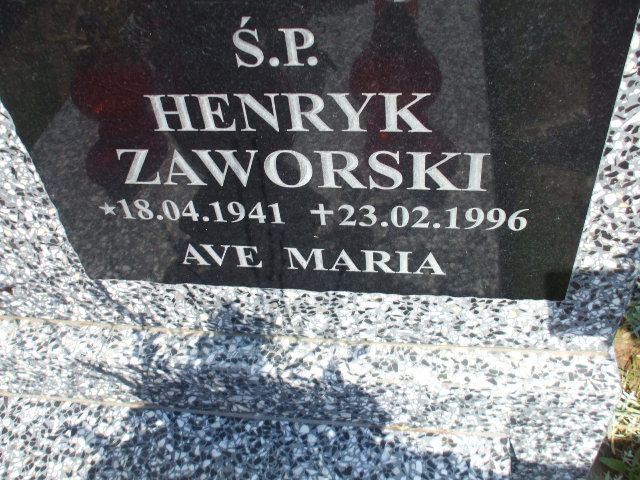 Ś.P.
HENRYK
ZAWORSKI
★18.04.1941 ✝23.02.1996
AVE MARIA